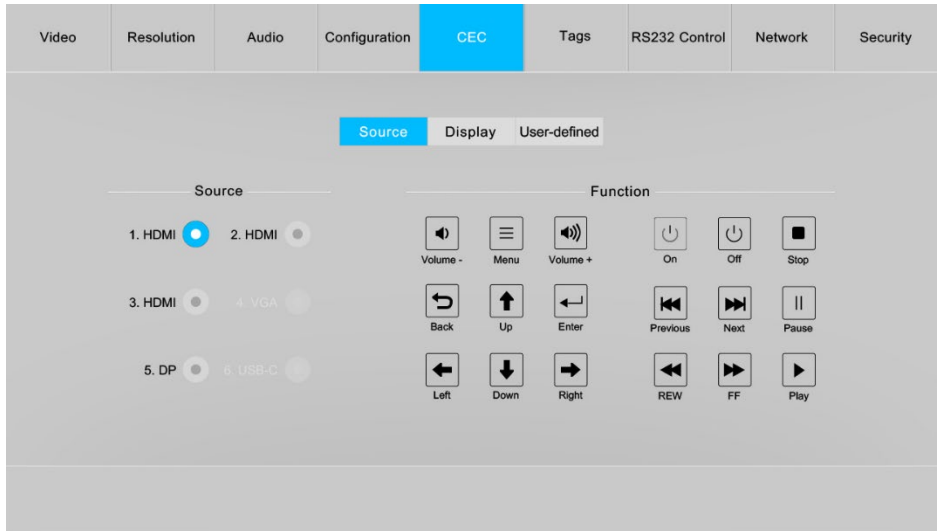 Video Resolution Audio Configuration CEC Tags RS232 Control Network Security
Source Display User-defined
Source
1. HDMI 2. HDMI
3. HDMI 4. VGA
5. DP 6. USB-C
Function
Volume - Menu Volume + On Off Stop
Back Up Enter Previous Next Pause
Left Down Right REW FF Play